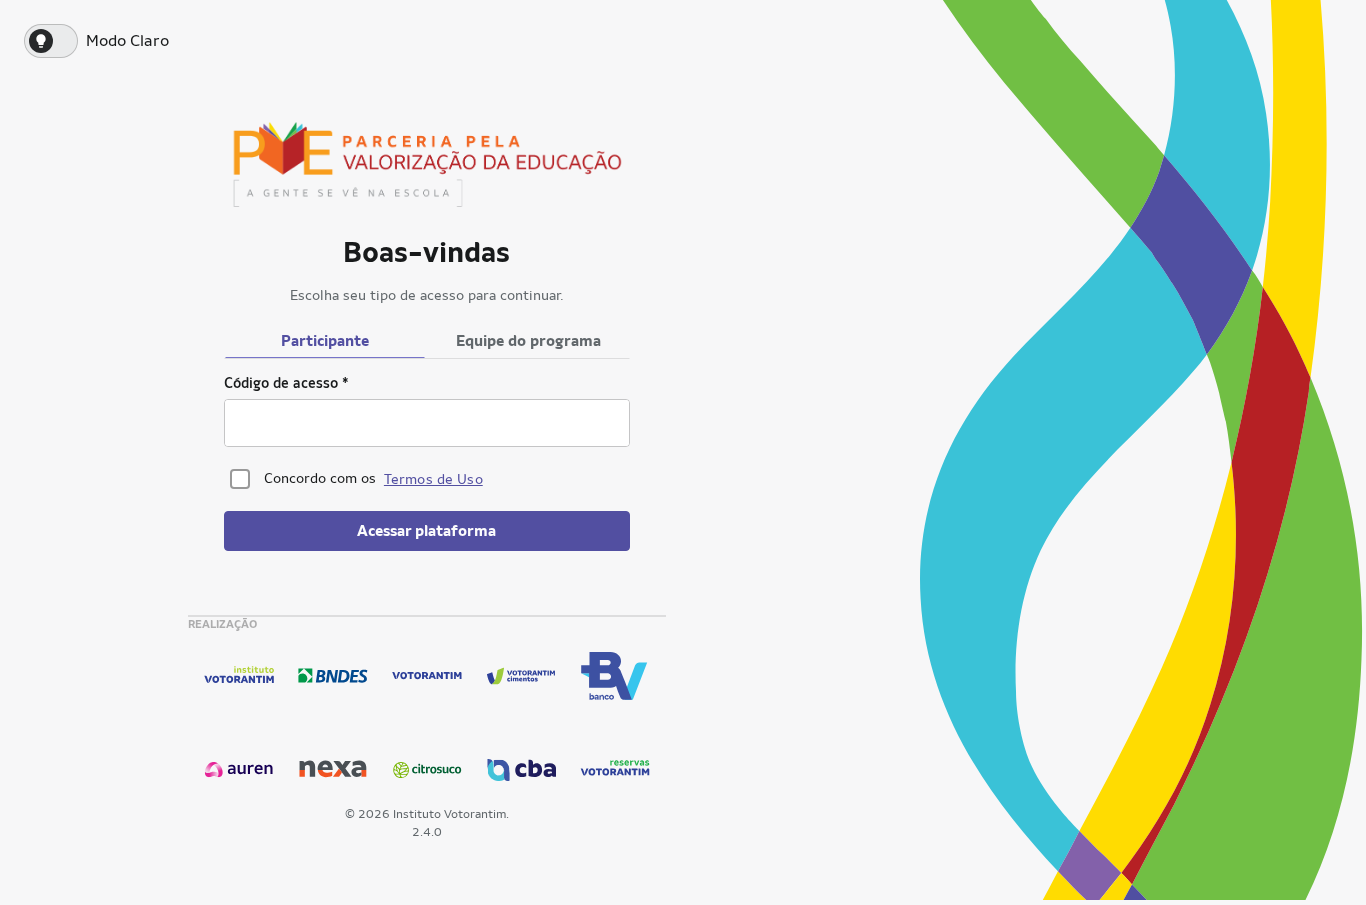 Modo Claro
PVE PARCERIA PELA
VALORIZAÇÃO DA EDUCAÇÃO
A GENTE SE VÊ NA ESCOLA
Boas-vindas
Escolha seu tipo de acesso para continuar.
Participante Equipe do programa
Código de acesso *
Concordo com os Termos de Uso
Acessar plataforma
REALIZAÇÃO
instituto
VOTORANTIM
BNDES
VOTORANTIM
VOTORANTIM
cimentos
BV
banco
auren
nexa
citrosuco
cba
reservas
VOTORANTIM
© 2026 Instituto Votorantim.
2.4.0